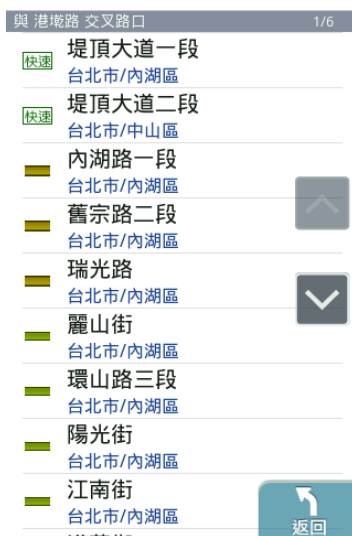 與 港墘路 交叉路口 1/6
快速 堤頂大道一段
台北市/內湖區
快速 堤頂大道二段
台北市/中山區
內湖路一段
台北市/內湖區
舊宗路二段
台北市/內湖區
瑞光路
台北市/內湖區
麗山街
台北市/內湖區
環山路三段
台北市/內湖區
陽光街
台北市/內湖區
江南街
台北市/內湖區
返回